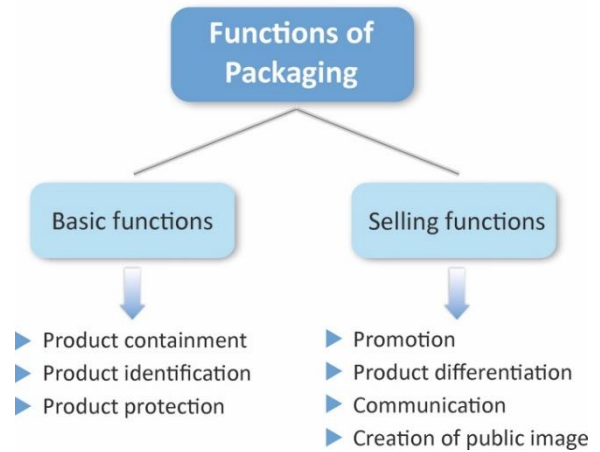 Functions of
Packaging
Basic functions
Selling functions
Product containment
Product identification
Product protection
Promotion
Product differentiation
Communication
Creation of public image